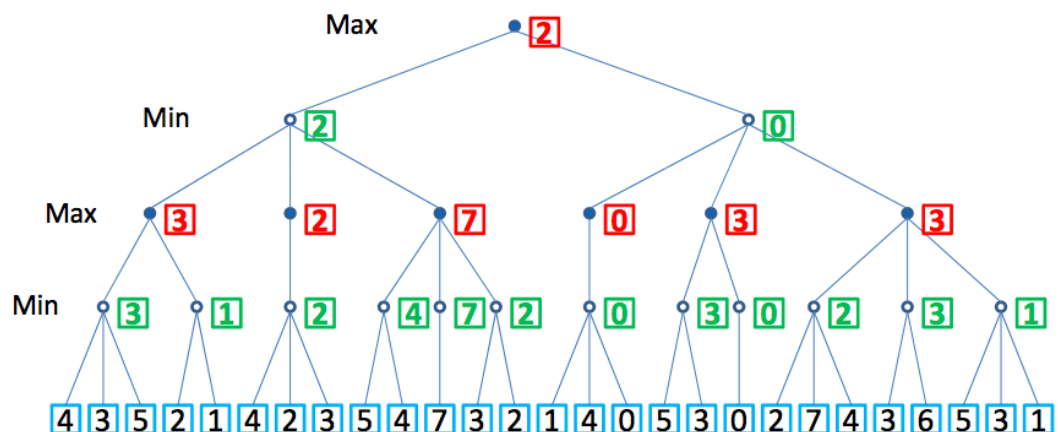 Max 2
Min 2 0
Max 3 2 7 0 3 3
Min 3 1 2 4 7 2 0 3 0 2 3 1
4 3 5 2 1 4 2 3 5 4 7 3 2 1 4 0 5 3 0 2 7 4 3 6 5 3 1